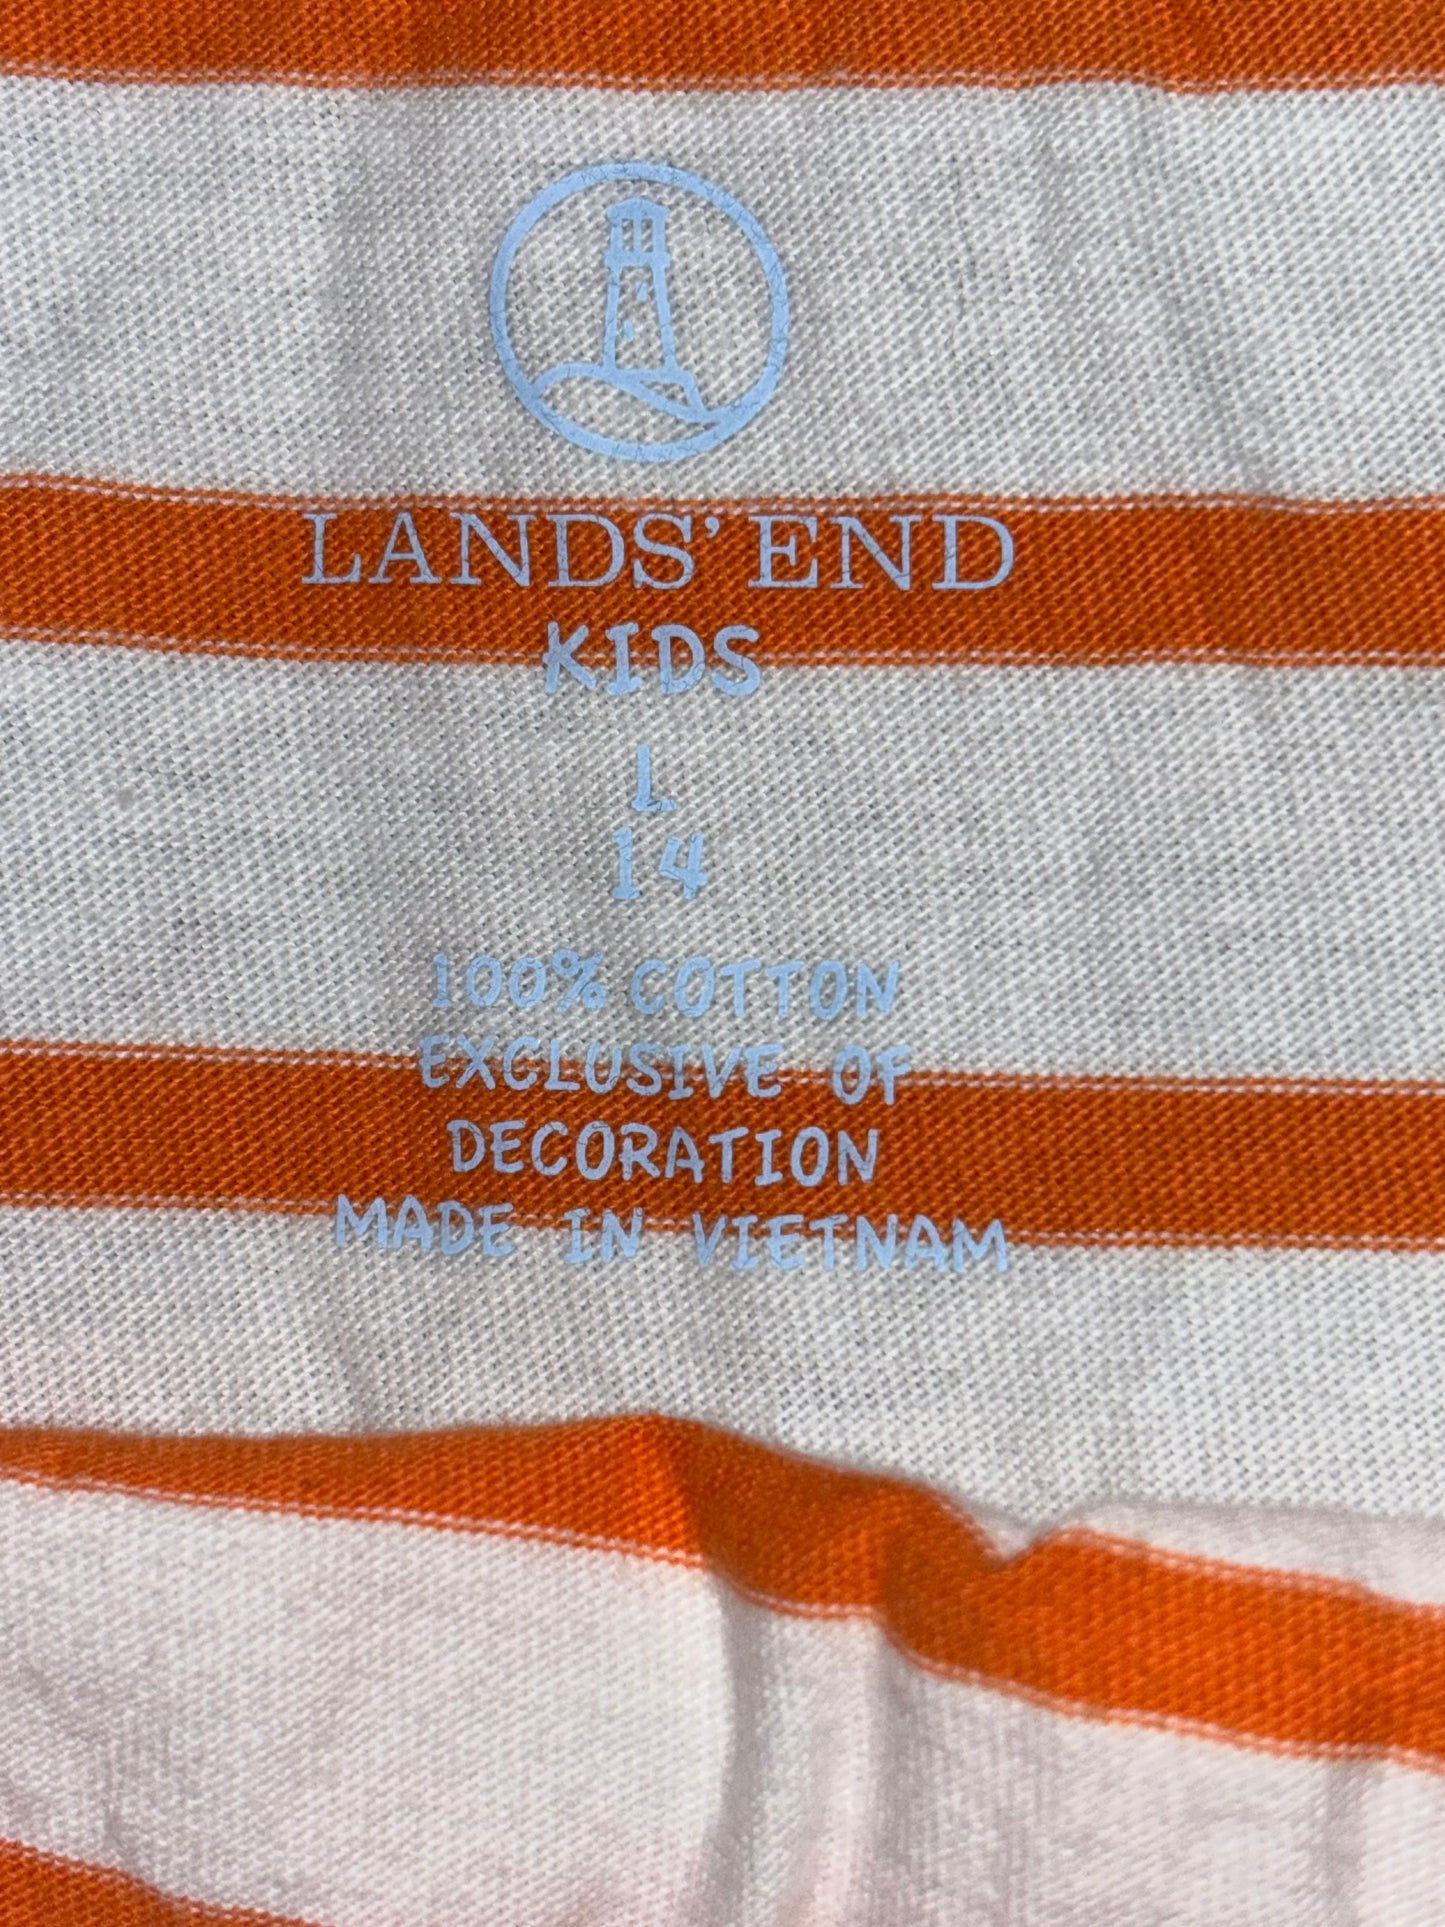 LANDS' END
KIDS
L
14
100% COTTON
EXCLUSIVE OF
DECORATION
MADE IN VIETNAM